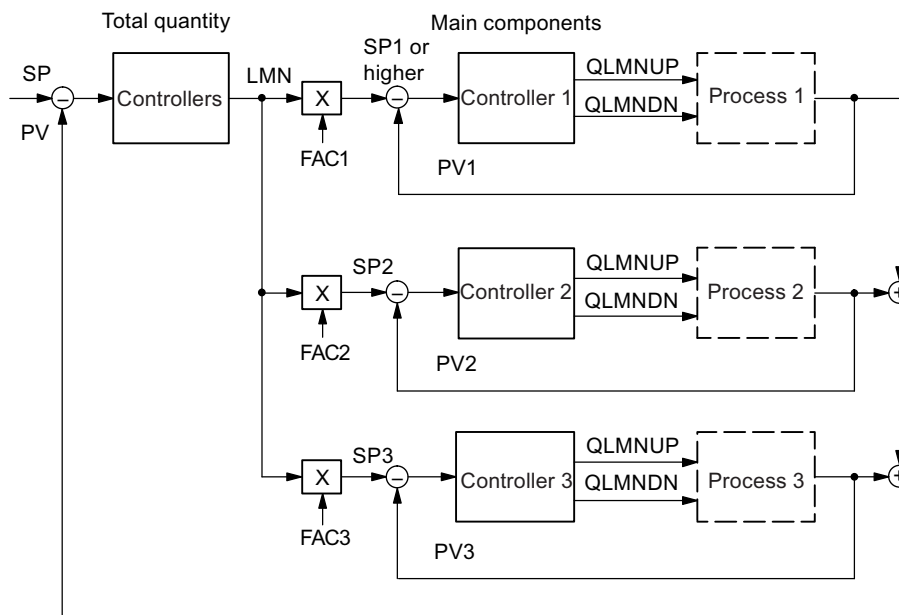 Total quantity
Main components
SP
PV
Controllers
LMN
X
FAC1
SP1 or
higher
Controller 1
QLMNUP
QLMNDN
Process 1
PV1
X
FAC2
SP2
Controller 2
QLMNUP
QLMNDN
Process 2
PV2
X
FAC3
SP3
Controller 3
QLMNUP
QLMNDN
Process 3
PV3